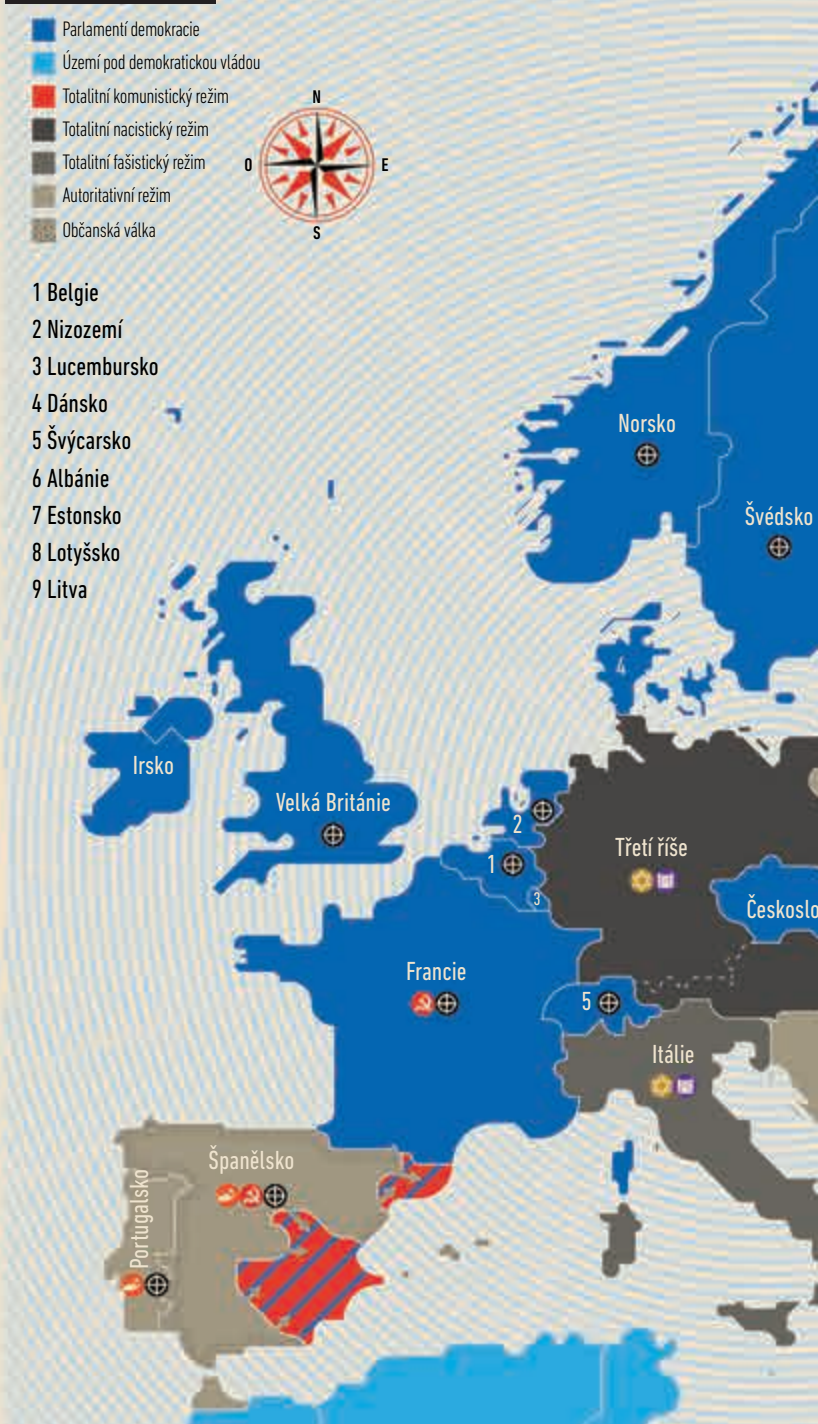 Parlamentí demokracie
Území pod demokratickou vládou
Totalitní komunistický režim
Totalitní nacistický režim
Totalitní fašistický režim
Autoritativní režim
Občanská válka
N
O
E
S
1 Belgie
2 Nizozemí
3 Lucembursko
4 Dánsko
5 Švýcarsko
6 Albánie
7 Estonsko
8 Lotyšsko
9 Litva
Norsko
Švédsko
4
Irsko
Velká Británie
2
1
3
Třetí říše
Českoslo
Francie
5
Itálie
Španělsko
Portugalsko